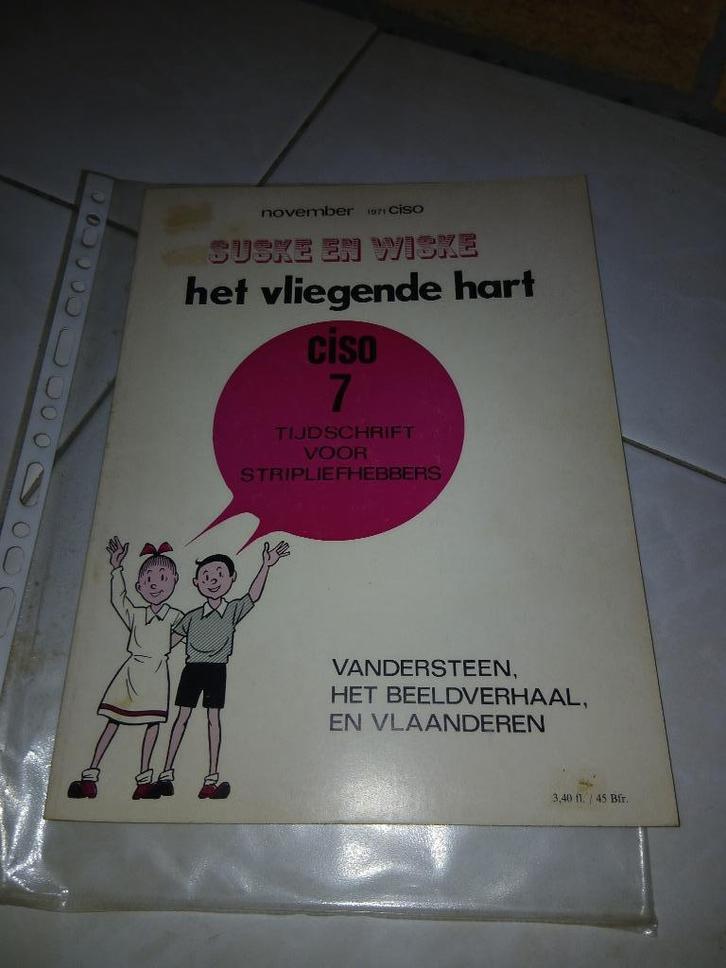 november 1971 ciso
SUSKE EN WISKE
het vliegende hart
ciso
7
TIJDSCHRIFT
VOOR
STRIPLIEFHEBBERS
VANDERSTEEN,
HET BEELDVERHAAL,
EN VLAANDEREN
3,40 fl. / 45 Bfr.